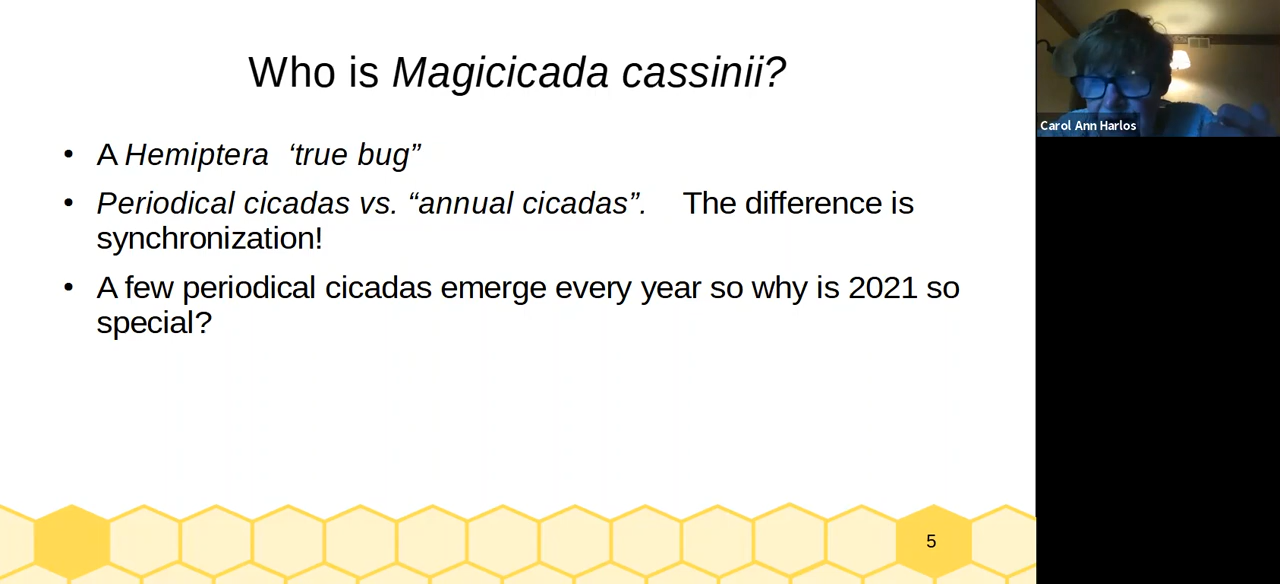 Who is Magicicada cassinii?
• A Hemiptera ‘true bug”
• Periodical cicadas vs. “annual cicadas”. The difference is
synchronization!
• A few periodical cicadas emerge every year so why is 2021 so
special?
5
Carol Ann Harlos